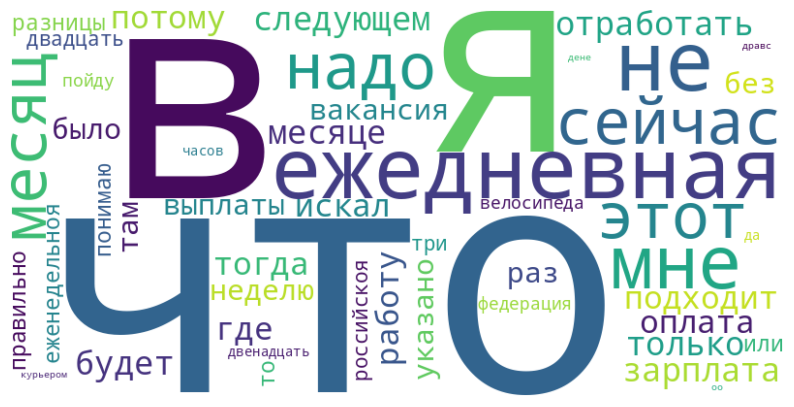 разницы потому следующем отработать
двадцать дравс
пойду надо дене не без
месяц в я
было вакансия сейчас
часов месяце
ежедневная
понимаю там выплаты искал велосипеда этот
еженедельноя что да
правильно тогда три мне
неделю российскоя работу указано раз федерация подходит
где оплата
двенадцать только или
будет то зарплата
курьером оо